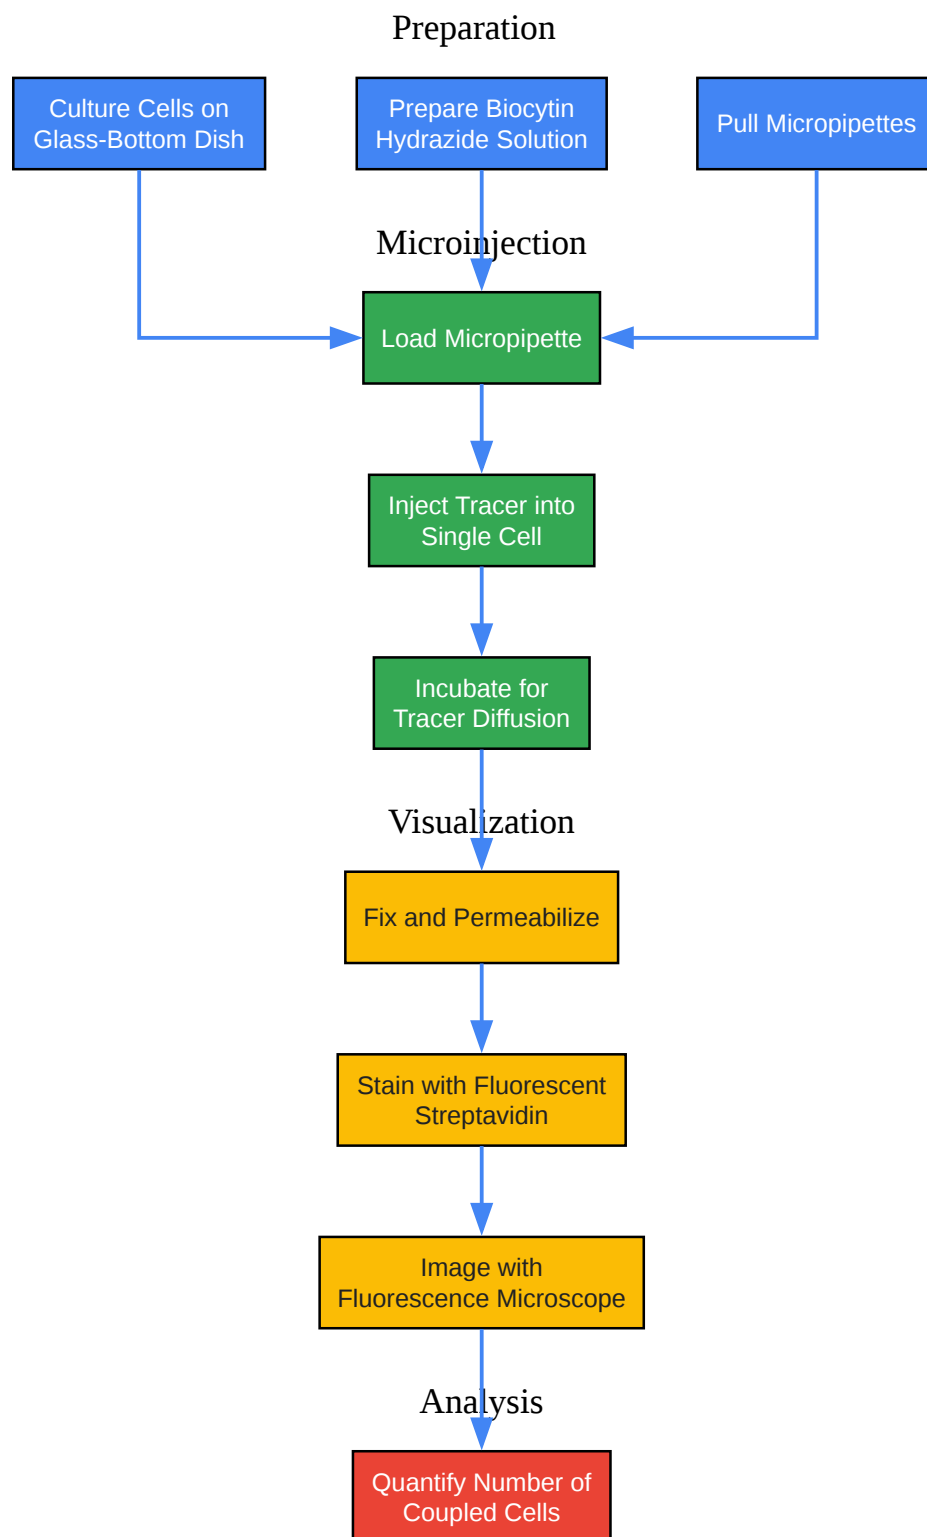 Preparation
Culture Cells on
Glass-Bottom Dish
Prepare Biocytin
Hydrazide Solution
Pull Micropipettes
Microinjection
Load Micropipette
Inject Tracer into
Single Cell
Incubate for
Tracer Diffusion
Visualization
Fix and Permeabilize
Stain with Fluorescent
Streptavidin
Image with
Fluorescence Microscope
Analysis
Quantify Number of
Coupled Cells